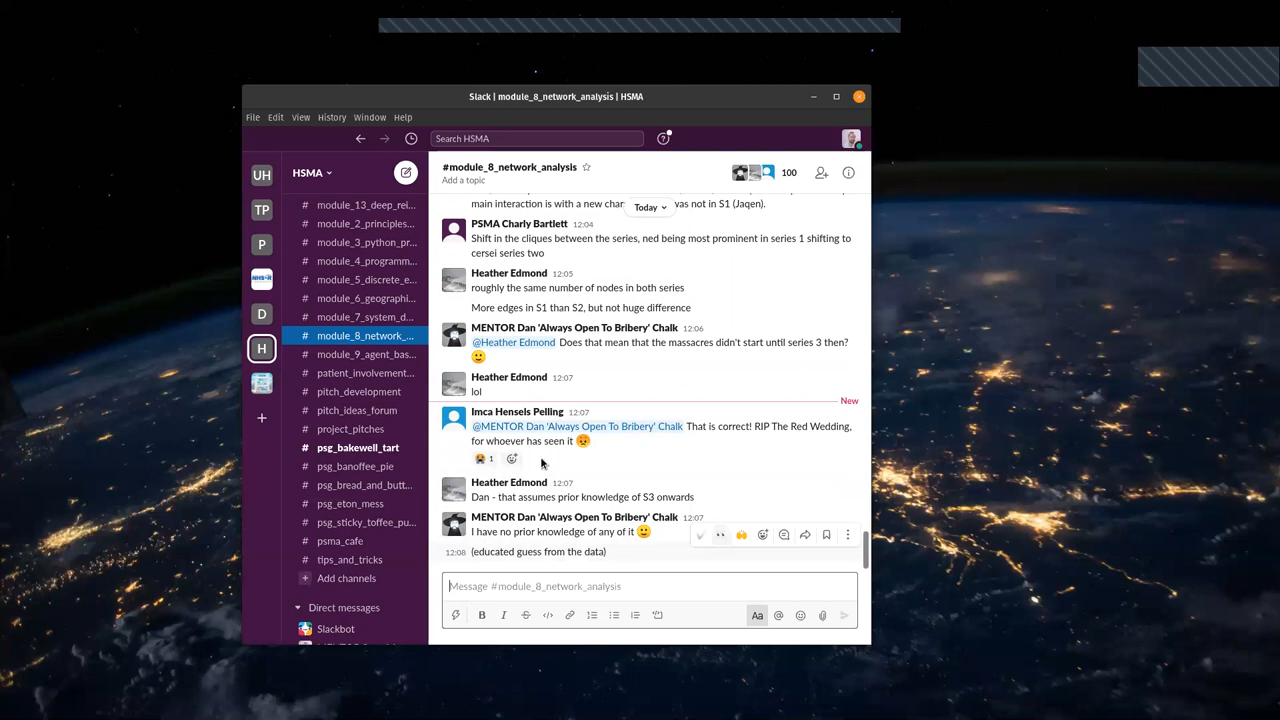 Slack | module_8_network_analysis | HSMA
File Edit View History Window Help
Search HSMA
UH
TP
P
D
H
HSMA
# module_13_deep_rei...
# module_2_principles...
# module_3_python_pr...
# module_4_programm...
# module_5_discrete_e...
# module_6_geographi...
# module_7_system_d...
# module_8_network_...
# module_9_agent_bas...
# patient_involvement...
# pitch_development
# pitch_ideas_forum
# project_pitches
# psg_bakewell_tart
# psg_banoffee_pie
# psg_bread_and_butt...
# psg_eton_mess
# psg_sticky_toffee_pu...
# psma_cafe
# tips_and_tricks
+ Add channels
Direct messages
Slackbot
#module_8_network_analysis
Add a topic
100
main interaction is with a new char
was not in S1 (Jaqen).
Today
PSMA Charly Bartlett 12:04
Shift in the cliques between the series, ned being most prominent in series 1 shifting to
cersei series two
Heather Edmond 12:05
roughly the same number of nodes in both series
More edges in S1 than S2, but not huge difference
MENTOR Dan 'Always Open To Bribery' Chalk 12:06
@Heather Edmond Does that mean that the massacres didn't start until series 3 then?
Heather Edmond 12:07
lol
New
Imca Hensels Pelling 12:07
@MENTOR Dan 'Always Open To Bribery' Chalk That is correct! RIP The Red Wedding,
for whoever has seen it
1
Heather Edmond 12:07
Dan - that assumes prior knowledge of S3 onwards
MENTOR Dan 'Always Open To Bribery' Chalk 12:07
I have no prior knowledge of any of it
12:08 (educated guess from the data)
Message #module_8_network_analysis
B I S Aa @